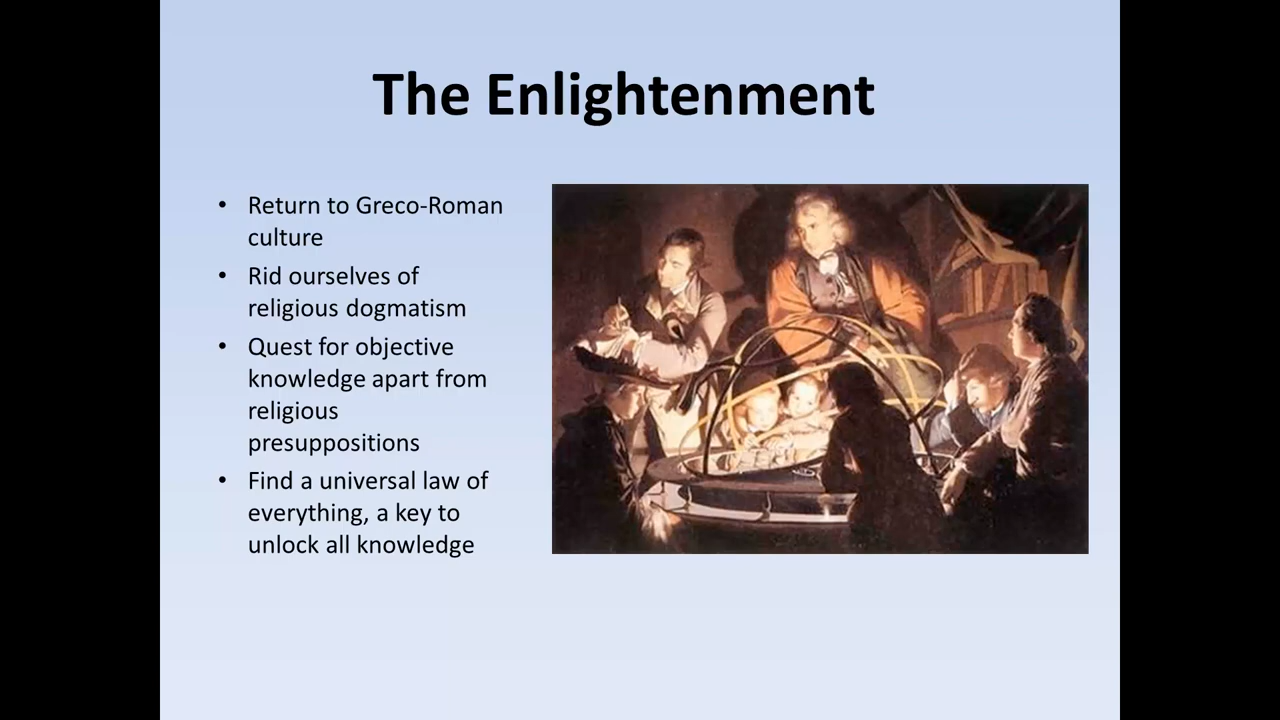 The Enlightenment
• Return to Greco-Roman
culture
• Rid ourselves of
religious dogmatism
• Quest for objective
knowledge apart from
religious
presuppositions
• Find a universal law of
everything, a key to
unlock all knowledge